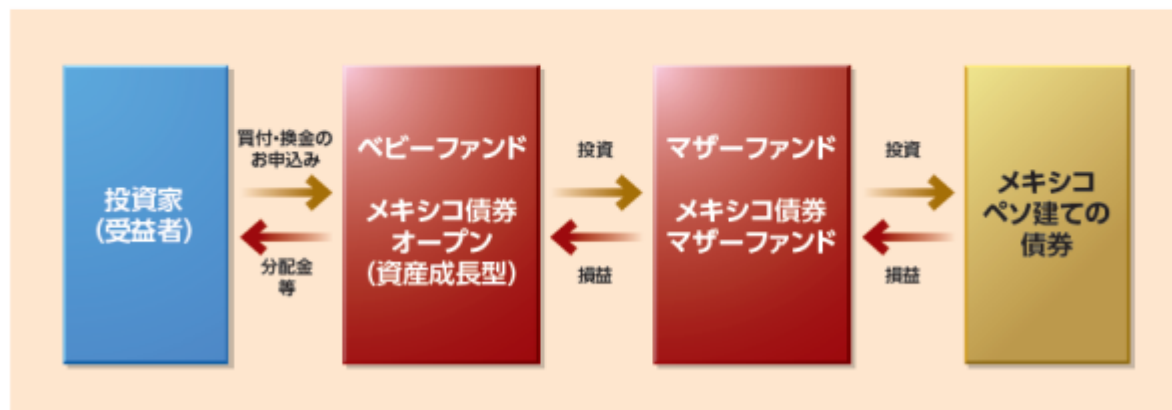 投資家
(受益者)
買付・換金の
お申込み
分配金
等
ベビーファンド
メキシコ債券
オープン
(資産成長型)
投資
損益
マザーファンド
メキシコ債券
マザーファンド
投資
損益
メキシコ
ペソ建ての
債券